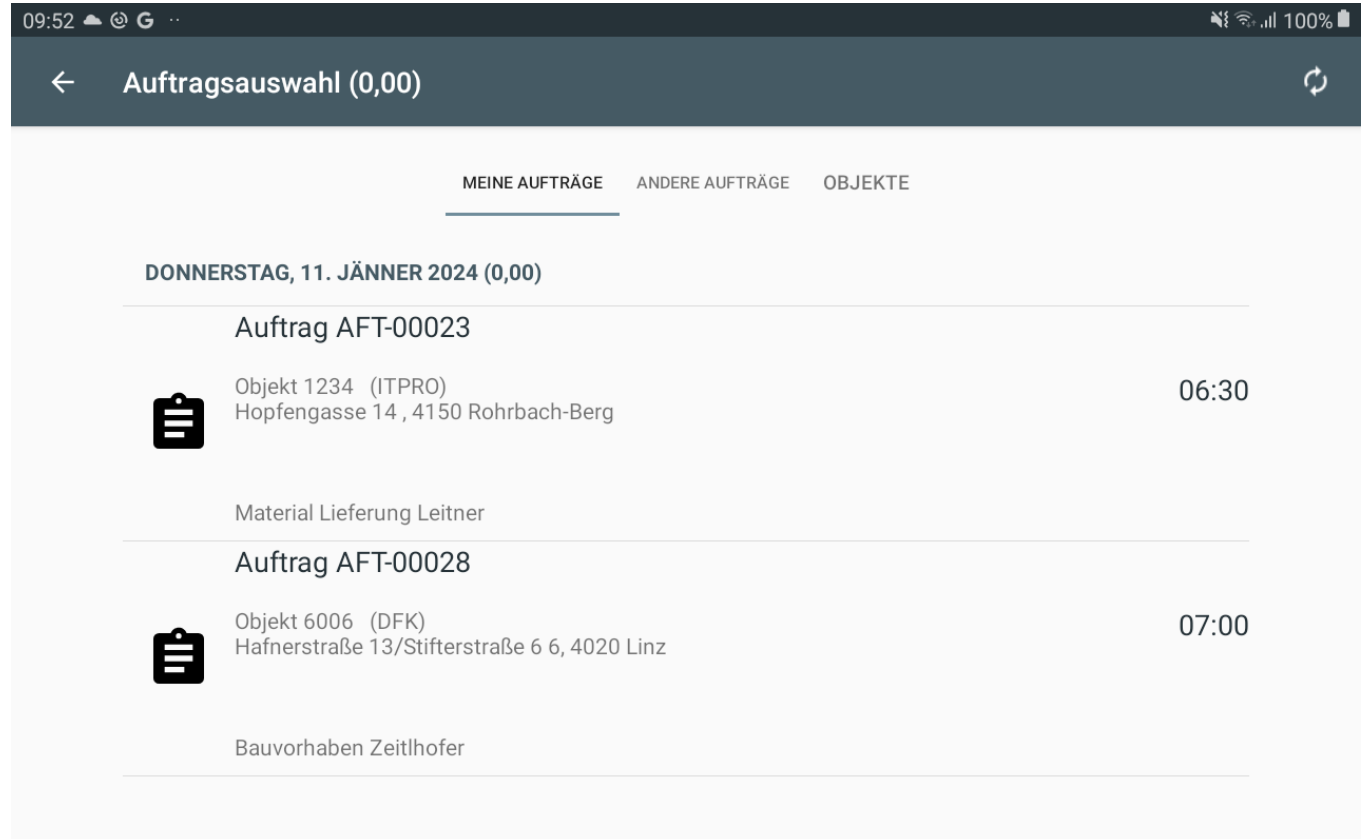 09:52 G
100%
Auftragsauswahl (0,00)
MEINE AUFTRÄGE ANDERE AUFTRÄGE OBJEKTE
DONNERSTAG, 11. JÄNNER 2024 (0,00)
Auftrag AFT-00023
Objekt 1234 (ITPRO)
06:30
Hopfengasse 14 , 4150 Rohrbach-Berg
Material Lieferung Leitner
Auftrag AFT-00028
Objekt 6006 (DFK)
07:00
Hafnerstraße 13/Stifterstraße 6 6, 4020 Linz
Bauvorhaben Zeitlhofer